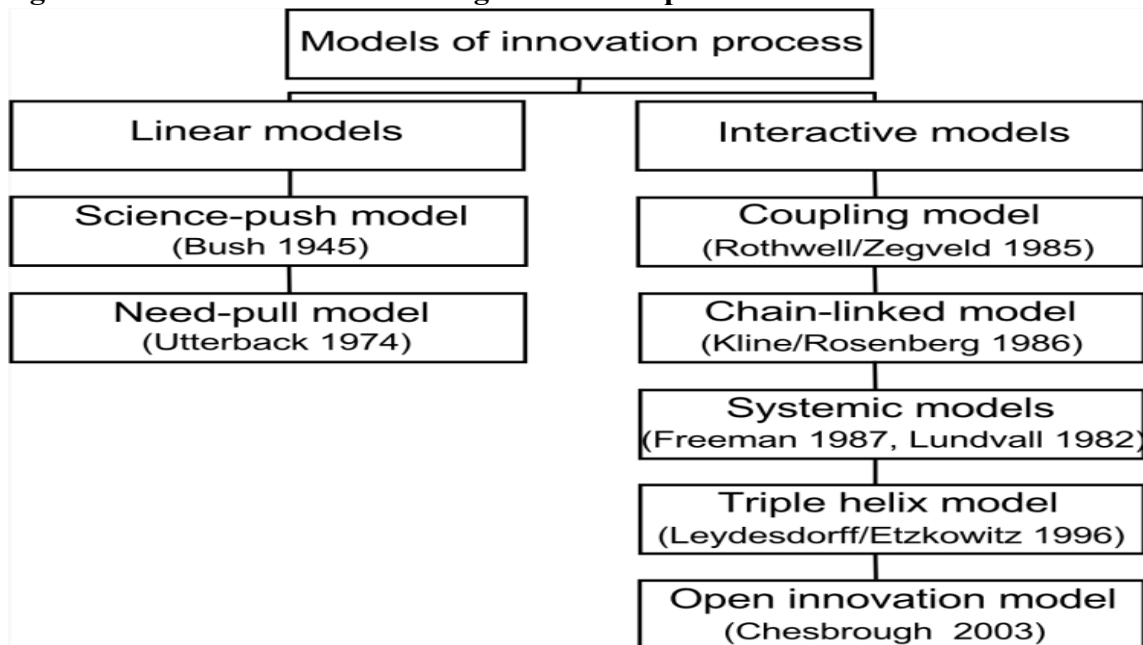 Models of innovation process
Linear models
Science-push model
(Bush 1945)
Need-pull model
(Utterback 1974)
Interactive models
Coupling model
(Rothwell/Zegveld 1985)
Chain-linked model
(Kline/Rosenberg 1986)
Systemic models
(Freeman 1987, Lundvall 1982)
Triple helix model
(Leydesdorff/Etzkowitz 1996)
Open innovation model
(Chesbrough 2003)